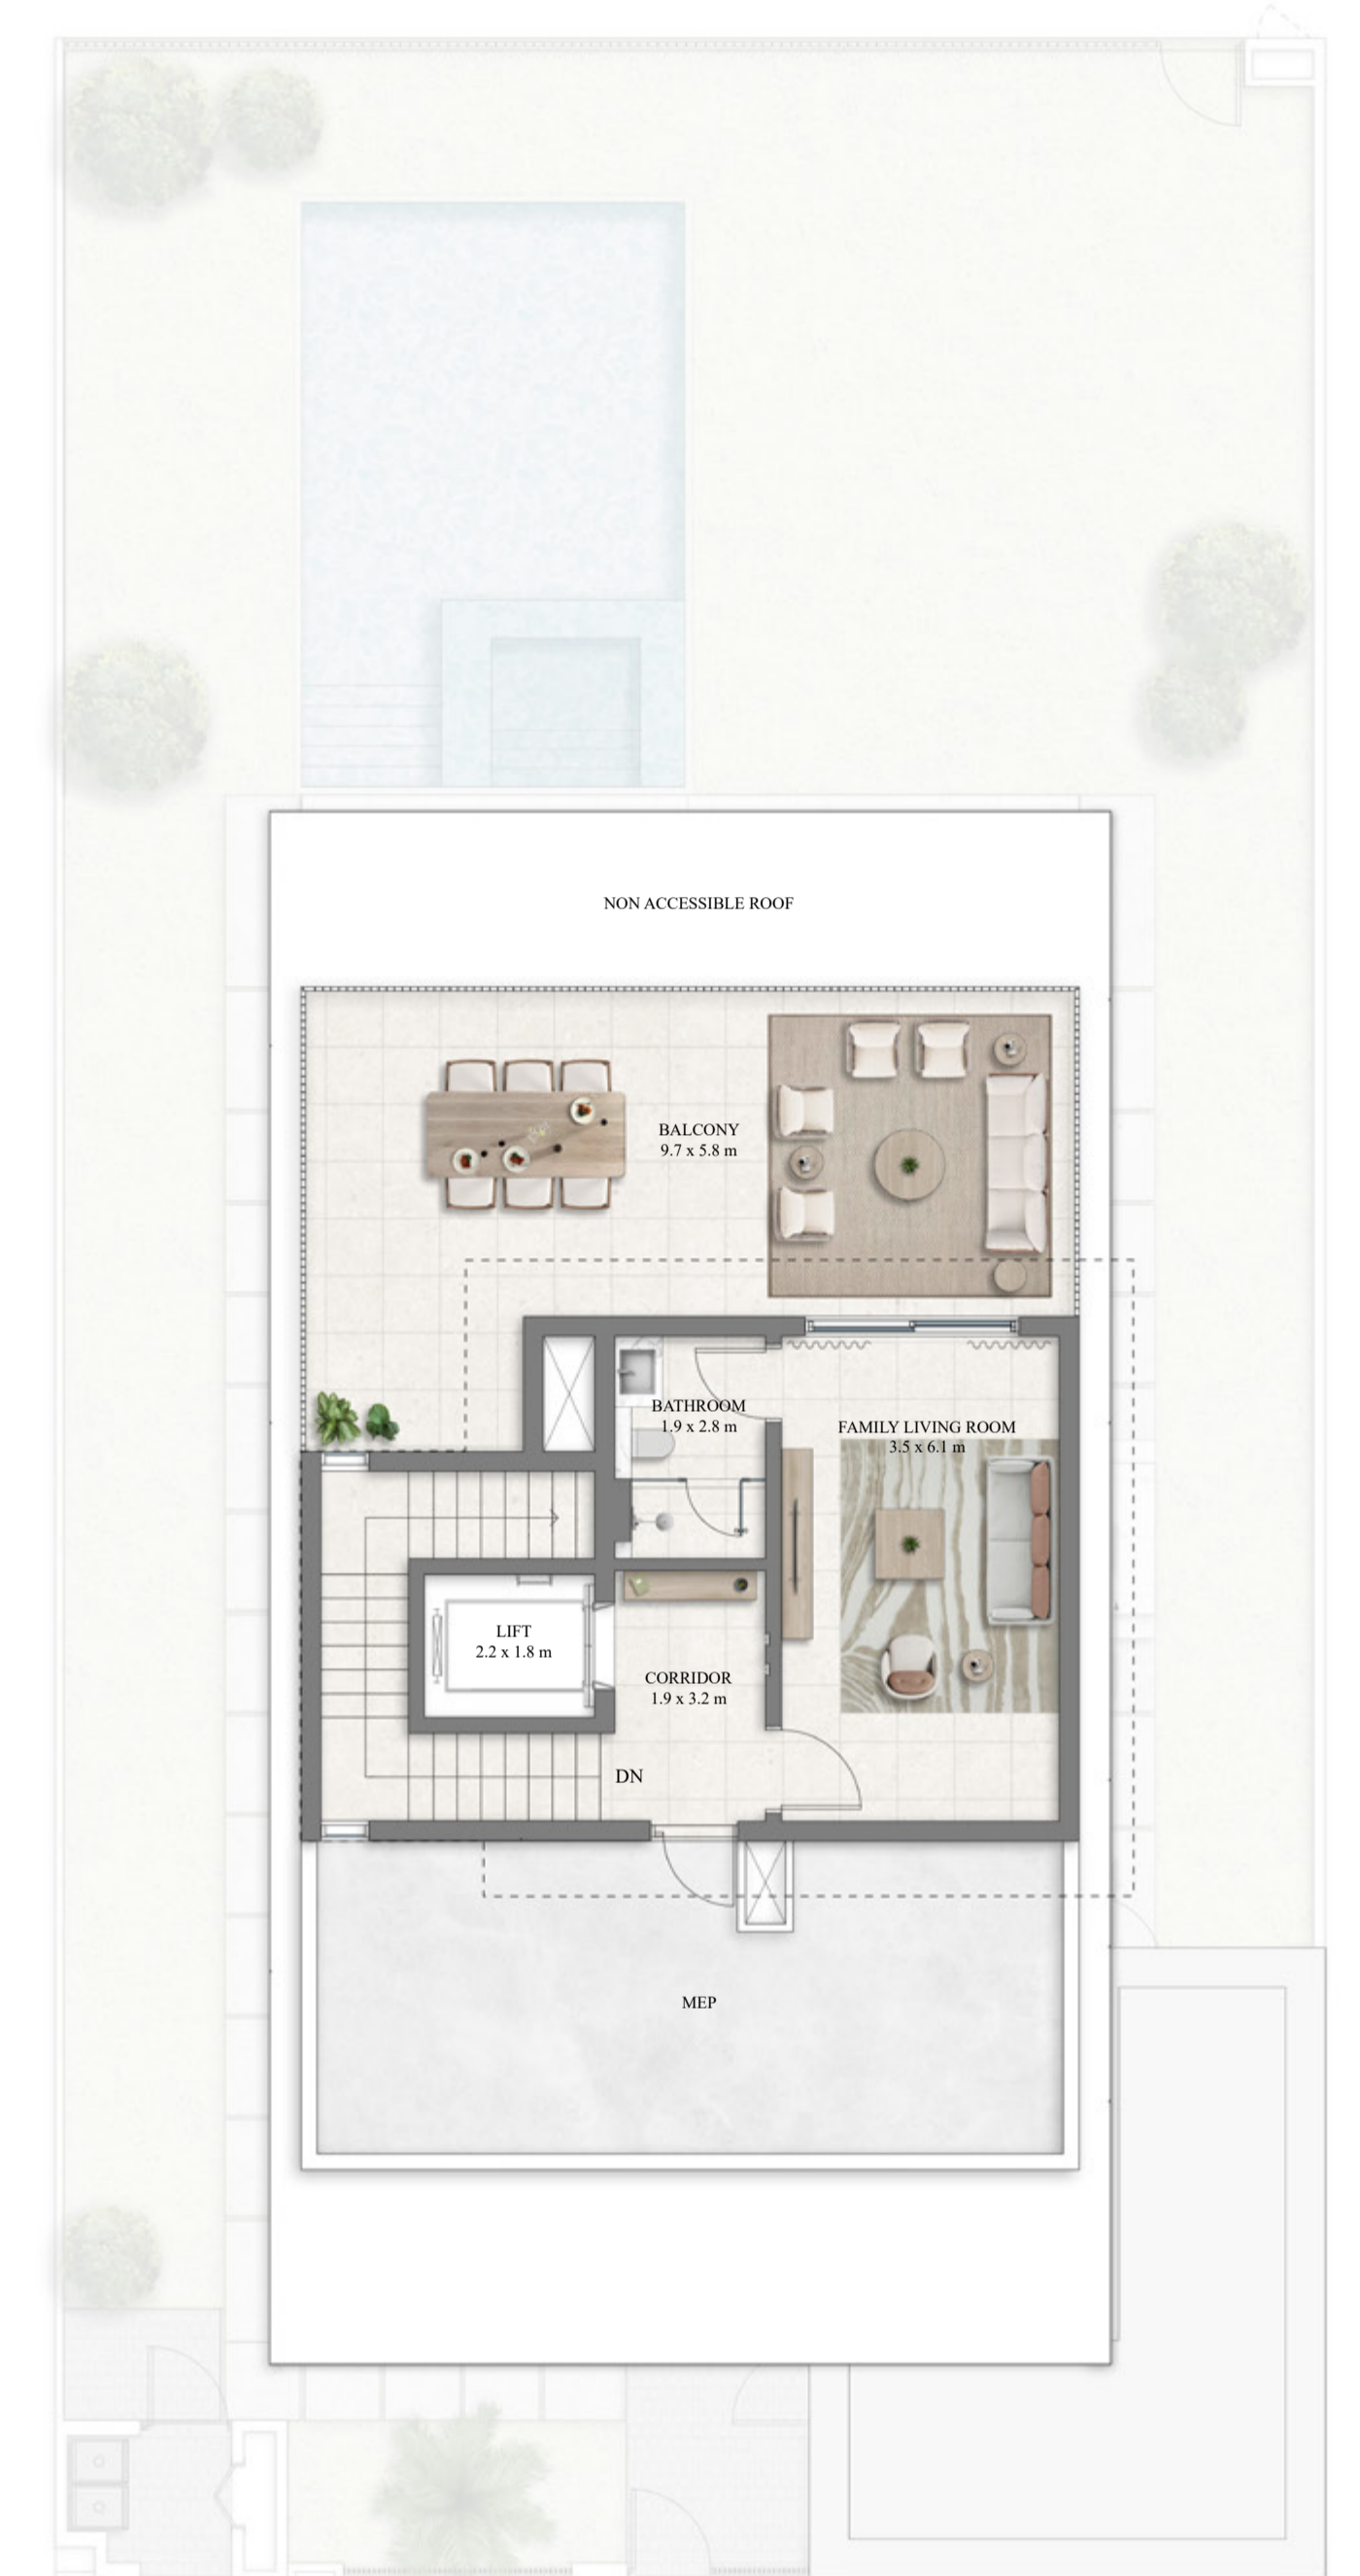 NON ACCESSIBLE ROOF
BALCONY
9.7 x 5.8 m
BATHROOM
1.9 x 2.8 m
FAMILY LIVING ROOM
3.5 x 6.1 m
LIFT
2.2 x 1.8 m
CORRIDOR
1.9 x 3.2 m
DN
MEP